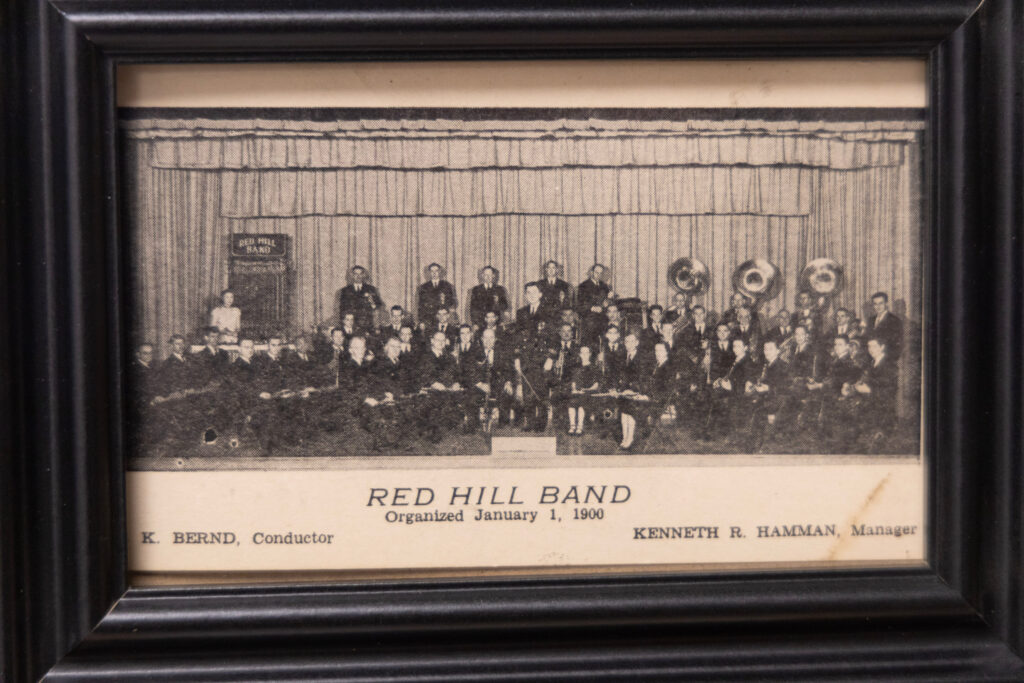 RED HILL
BAND
RED HILL BAND
Organized January 1, 1900
K. BERND, Conductor
KENNETH R. HAMMAN, Manager